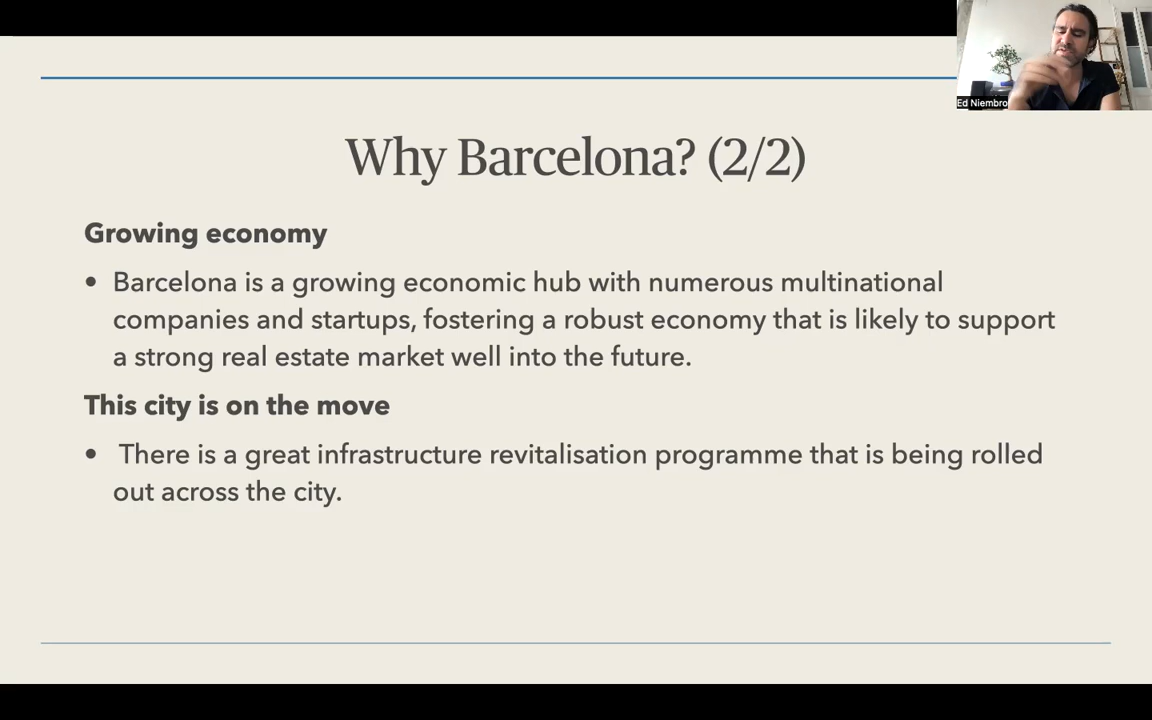 Ed Niembro
Why Barcelona? (2/2)
Growing economy
• Barcelona is a growing economic hub with numerous multinational
companies and startups, fostering a robust economy that is likely to support
a strong real estate market well into the future.
This city is on the move
• There is a great infrastructure revitalisation programme that is being rolled
out across the city.